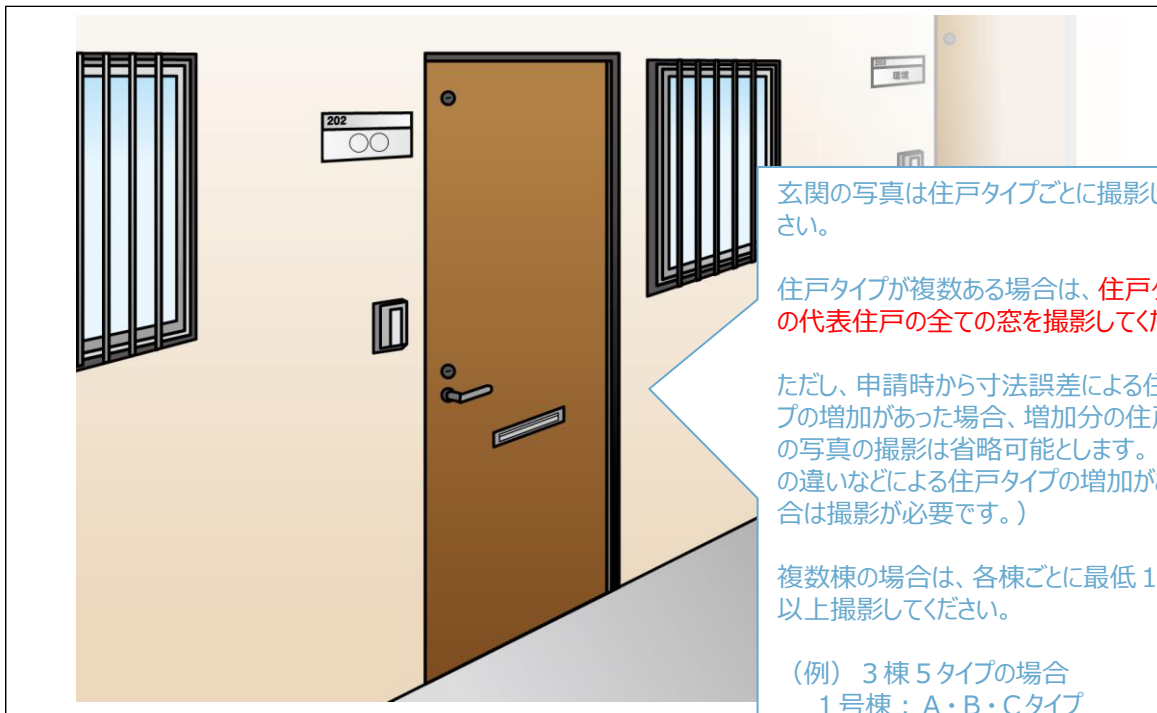 202
○○
203
環境
玄関の写真は住戸タイプごとに撮影し
さい。
住戸タイプが複数ある場合は、住戸
の代表住戸の全ての窓を撮影してくだ
ただし、申請時から寸法誤差による住
プの増加があった場合、増加分の住戸
の写真の撮影は省略可能とします。
の違いなどによる住戸タイプの増加があ
合は撮影が必要です。）
複数棟の場合は、各棟ごとに最低１
以上撮影してください。
（例）３棟５タイプの場合
１号棟：A・B・Cタイプ